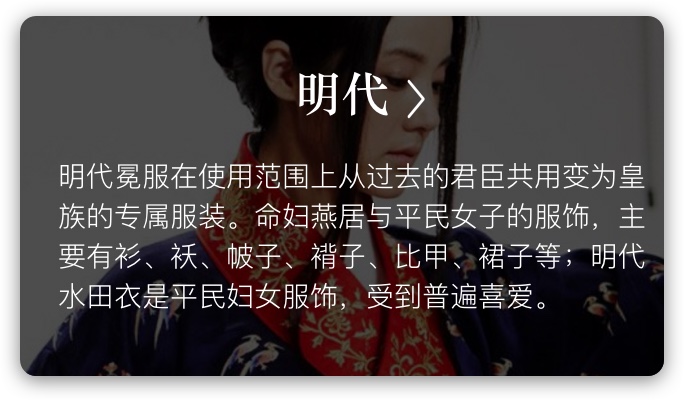 明代 〉
明代冕服在使用范围上从过去的君臣共用变为皇
族的专属服装。命妇燕居与平民女子的服饰，主
要有衫、袄、帔子、褙子、比甲、裙子等；明代
水田衣是平民妇女服饰，受到普遍喜爱。